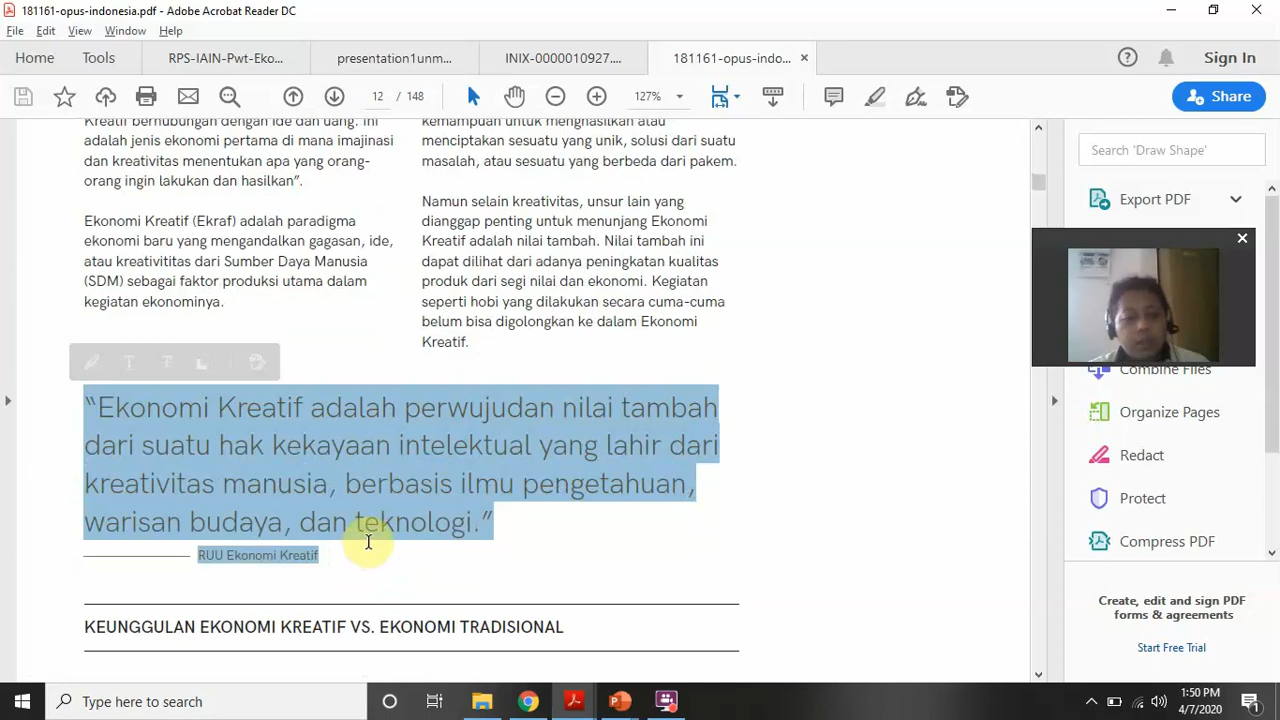 181161-opus-indonesia.pdf - Adobe Acrobat Reader DC
File Edit View Window Help
Home Tools RPS-IAIN-Pwt-Eko... presentation1unm... INIX-0000010927.... 181161-opus-indo... Sign In
12 / 148 127% Share
Kreatif berhubungan dengan ide dan uang. Ini
adalah jenis ekonomi pertama di mana imajinasi
dan kreativitas menentukan apa yang orang-
orang ingin lakukan dan hasilkan”.
Ekonomi Kreatif (Ekraf) adalah paradigma
ekonomi baru yang mengandalkan gagasan, ide,
atau kreativititas dari Sumber Daya Manusia
(SDM) sebagai faktor produksi utama dalam
kegiatan ekonominya.
kemampuan untuk menghasilkan atau
menciptakan sesuatu yang unik, solusi dari suatu
masalah, atau sesuatu yang berbeda dari pakem.
Namun selain kreativitas, unsur lain yang
dianggap penting untuk menunjang Ekonomi
Kreatif adalah nilai tambah. Nilai tambah ini
dapat dilihat dari adanya peningkatan kualitas
produk dari segi nilai dan ekonomi. Kegiatan
seperti hobi yang dilakukan secara cuma-cuma
belum bisa digolongkan ke dalam Ekonomi
Kreatif.
“Ekonomi Kreatif adalah perwujudan nilai tambah
dari suatu hak kekayaan intelektual yang lahir dari
kreativitas manusia, berbasis ilmu pengetahuan,
warisan budaya, dan teknologi.”
RUU Ekonomi Kreatif
KEUNGGULAN EKONOMI KREATIF VS. EKONOMI TRADISIONAL
Search 'Draw Shape'
Export PDF
Combine Files
Organize Pages
Redact
Protect
Compress PDF
Create, edit and sign PDF
forms & agreements
Start Free Trial
Type here to search
1:50 PM
4/7/2020
1